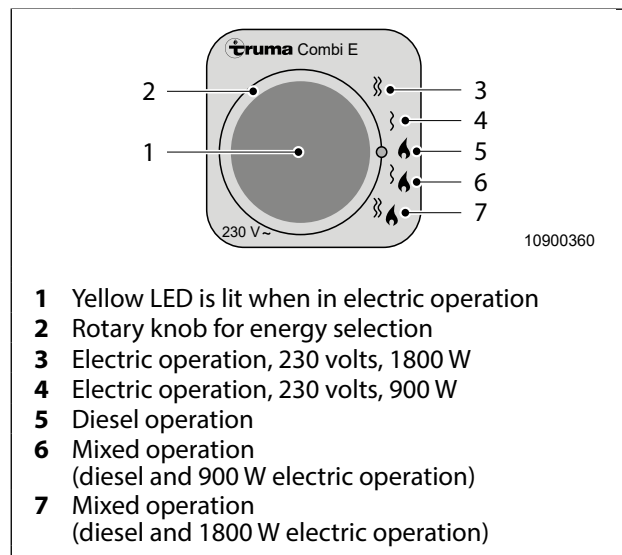 truma Combi E
2
3
4
1
5
6
7
230 V~
10900360
1 Yellow LED is lit when in electric operation
2 Rotary knob for energy selection
3 Electric operation, 230 volts, 1800 W
4 Electric operation, 230 volts, 900 W
5 Diesel operation
6 Mixed operation
(diesel and 900 W electric operation)
7 Mixed operation
(diesel and 1800 W electric operation)